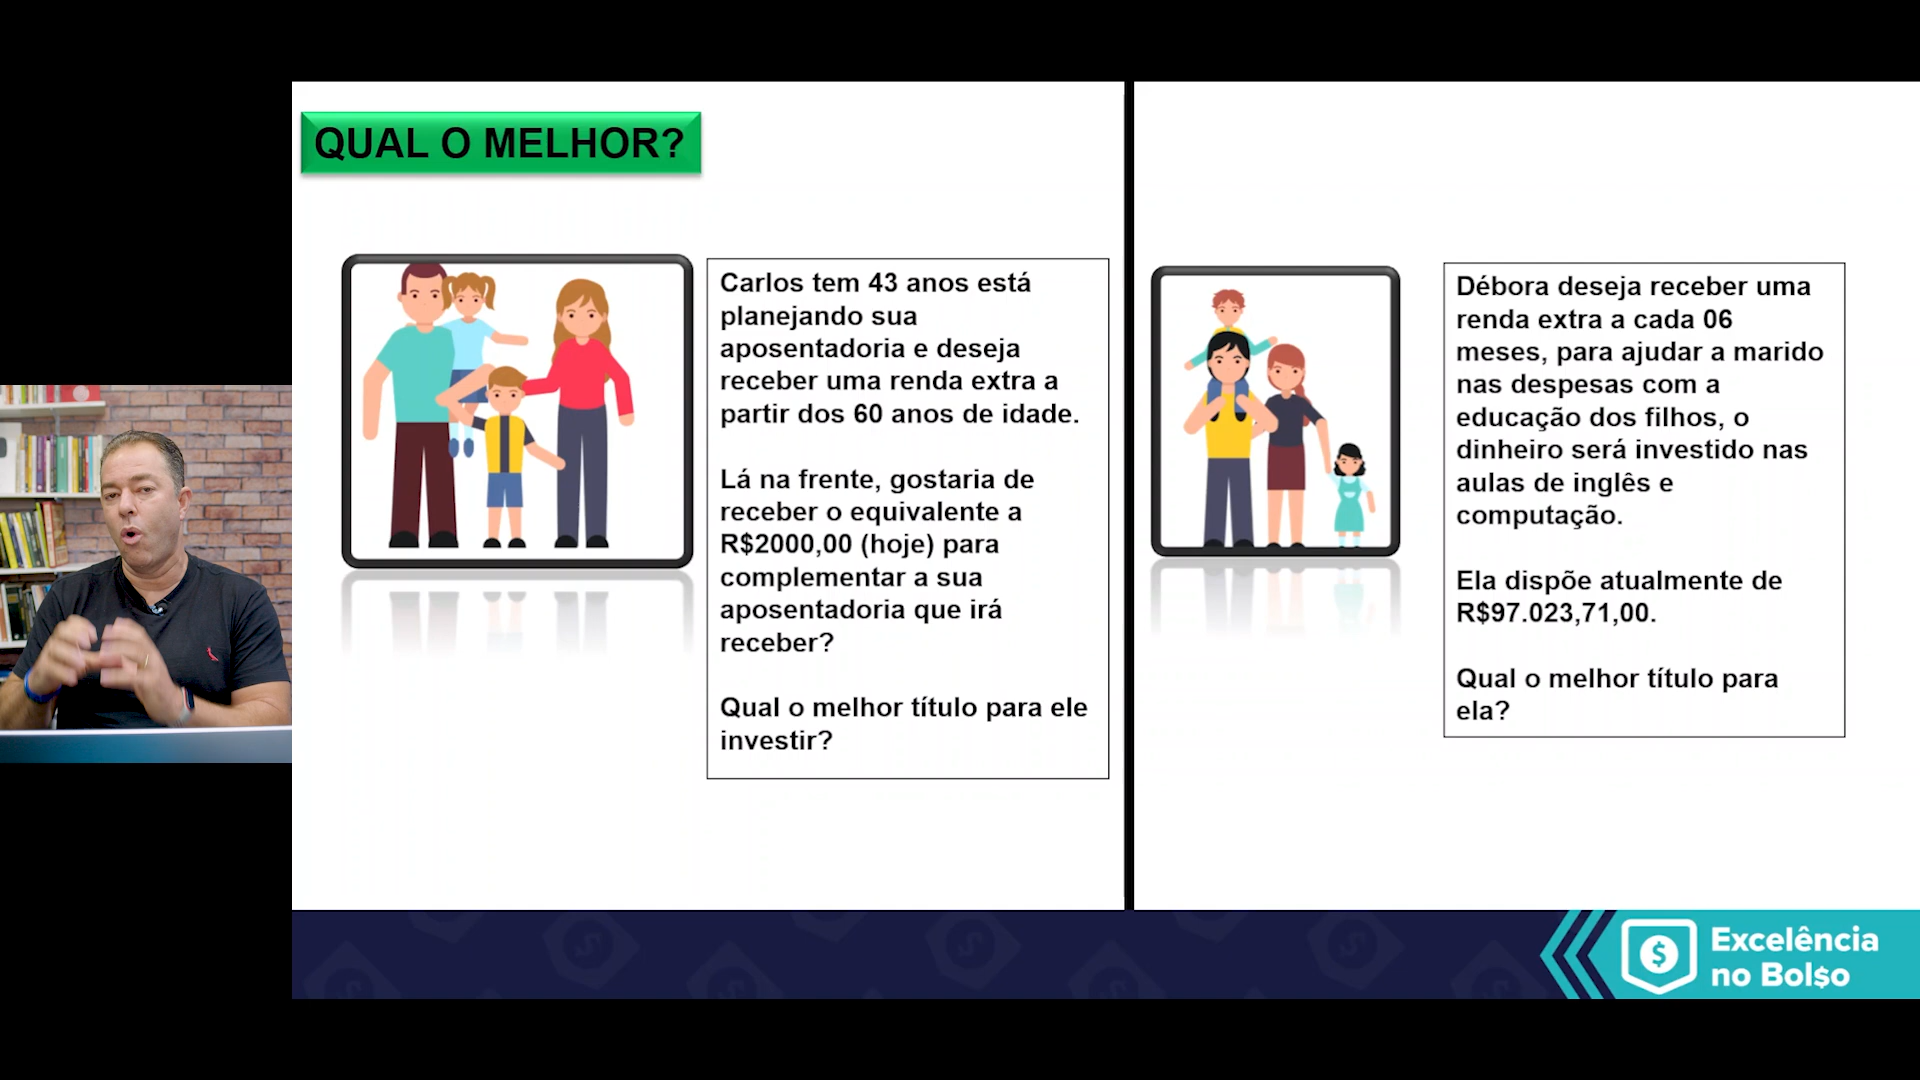 QUAL O MELHOR?
Carlos tem 43 anos está
planejando sua
aposentadoria e deseja
receber uma renda extra a
partir dos 60 anos de idade.
Lá na frente, gostaria de
receber o equivalente a
R$2000,00 (hoje) para
complementar a sua
aposentadoria que irá
receber?
Qual o melhor título para ele
investir?
Débora deseja receber uma
renda extra a cada 06
meses, para ajudar a marido
nas despesas com a
educação dos filhos, o
dinheiro será investido nas
aulas de inglês e
computação.
Ela dispõe atualmente de
R$97.023,71,00.
Qual o melhor título para
ela?
$
Excelência
no Bol$o